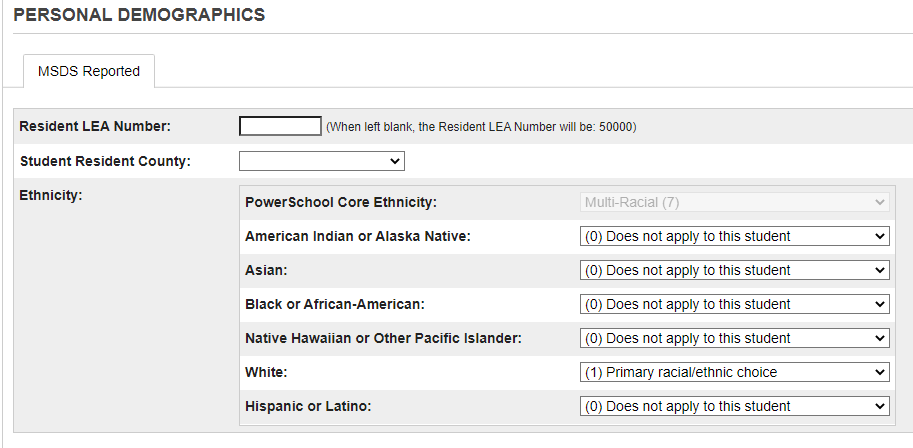 PERSONAL DEMOGRAPHICS
MSDS Reported
Resident LEA Number: (When left blank, the Resident LEA Number will be: 50000)
Student Resident County:
Ethnicity:
PowerSchool Core Ethnicity: Multi-Racial (7)
American Indian or Alaska Native: (0) Does not apply to this student
Asian: (0) Does not apply to this student
Black or African-American: (0) Does not apply to this student
Native Hawaiian or Other Pacific Islander: (0) Does not apply to this student
White: (1) Primary racial/ethnic choice
Hispanic or Latino: (0) Does not apply to this student